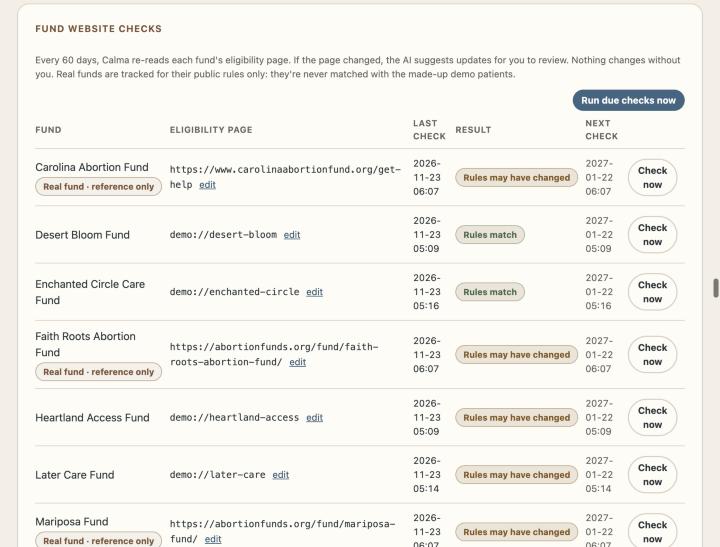 FUND WEBSITE CHECKS
Every 60 days, Calma re-reads each fund's eligibility page. If the page changed, the AI suggests updates for you to review. Nothing changes without
you. Real funds are tracked for their public rules only: they're never matched with the made-up demo patients.
Run due checks now
FUND
ELIGIBILITY PAGE
LAST
CHECK
RESULT
NEXT
CHECK
Carolina Abortion Fund
Real fund · reference only
https://www.carolinaabortionfund.org/get-
help edit
2026-
11-23
06:07
Rules may have changed
2027-
01-22
06:07
Check
now
Desert Bloom Fund
demo://desert-bloom edit
2026-
11-23
05:09
Rules match
2027-
01-22
05:09
Check
now
Enchanted Circle Care
Fund
demo://enchanted-circle edit
2026-
11-23
05:16
Rules match
2027-
01-22
05:16
Check
now
Faith Roots Abortion
Fund
Real fund · reference only
https://abortionfunds.org/fund/faith-
roots-abortion-fund/ edit
2026-
11-23
06:07
Rules may have changed
2027-
01-22
06:07
Check
now
Heartland Access Fund
demo://heartland-access edit
2026-
11-23
05:09
Rules may have changed
2027-
01-22
05:09
Check
now
Later Care Fund
demo://later-care edit
2026-
11-23
05:14
Rules may have changed
2027-
01-22
05:14
Check
now
Mariposa Fund
Real fund · reference only
https://abortionfunds.org/fund/mariposa-
fund/ edit
2026-
11-23
06:07
Rules may have changed
2027-
01-22
06:07
Check
now